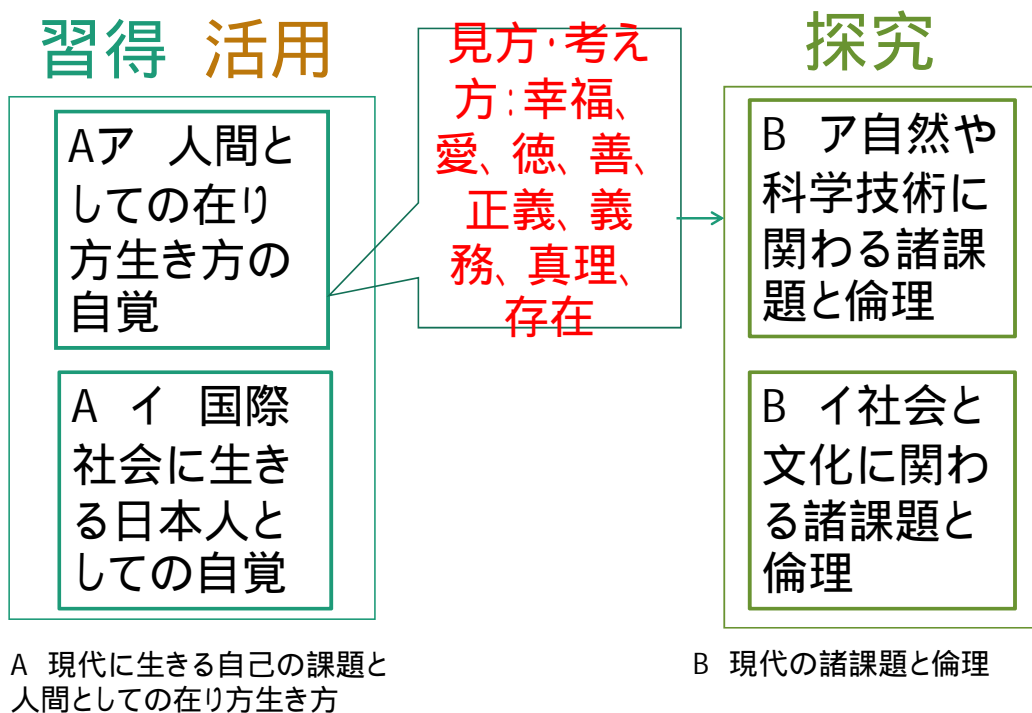 習得 活用
Aア 人間と
しての在り
方生き方の
自覚
A イ 国際
社会に生き
る日本人と
しての自覚
A 現代に生きる自己の課題と
人間としての在り方生き方
見方・考え
方：幸福、
愛、徳、善、
正義、義
務、真理、
存在
探究
B ア自然や
科学技術に
関わる諸課
題と倫理
B イ社会と
文化に関わ
る諸課題と
倫理
B 現代の諸課題と倫理